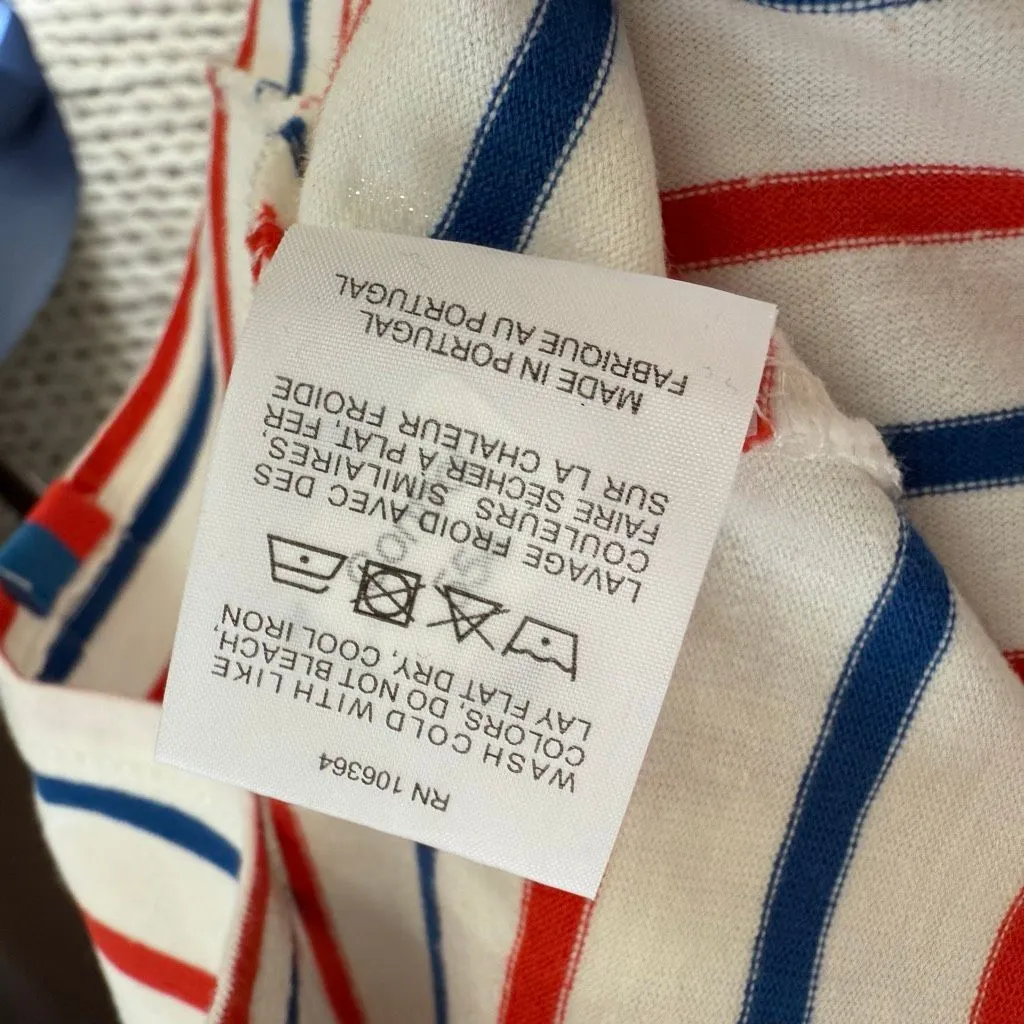 RN 106364
WASH COLD WITH LIKE
COLORS, DO NOT BLEACH,
LAY FLAT DRY, COOL IRON
LAVAGE FROID AVEC DES
COULEURS SIMILAIRES,
FAIRE SÉCHER A PLAT, FER
SUR LA CHALEUR FROIDE
MADE IN PORTUGAL
FABRIQUE AU PORTUGAL